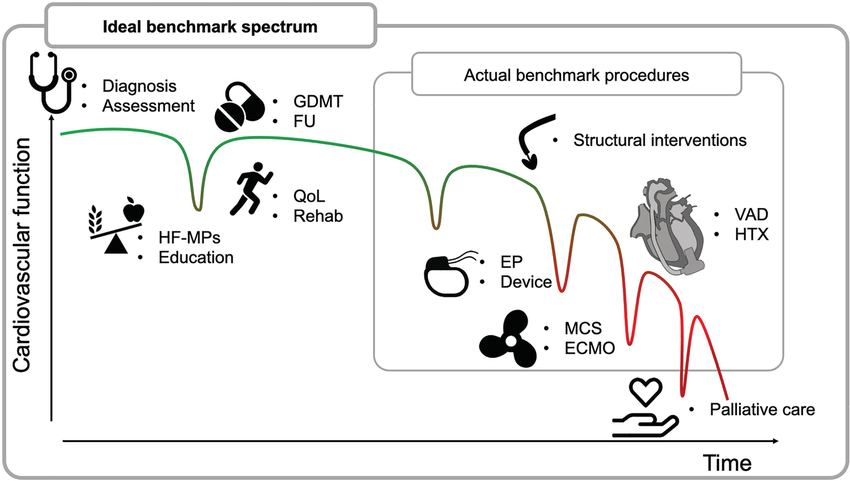 Ideal benchmark spectrum
Actual benchmark procedures
• Diagnosis
• Assessment
• GDMT
• FU
• Structural interventions
• QoL
• Rehab
• HF-MPs
• Education
• VAD
• HTX
• EP
• Device
• MCS
• ECMO
• Palliative care
Cardiovascular function
Time